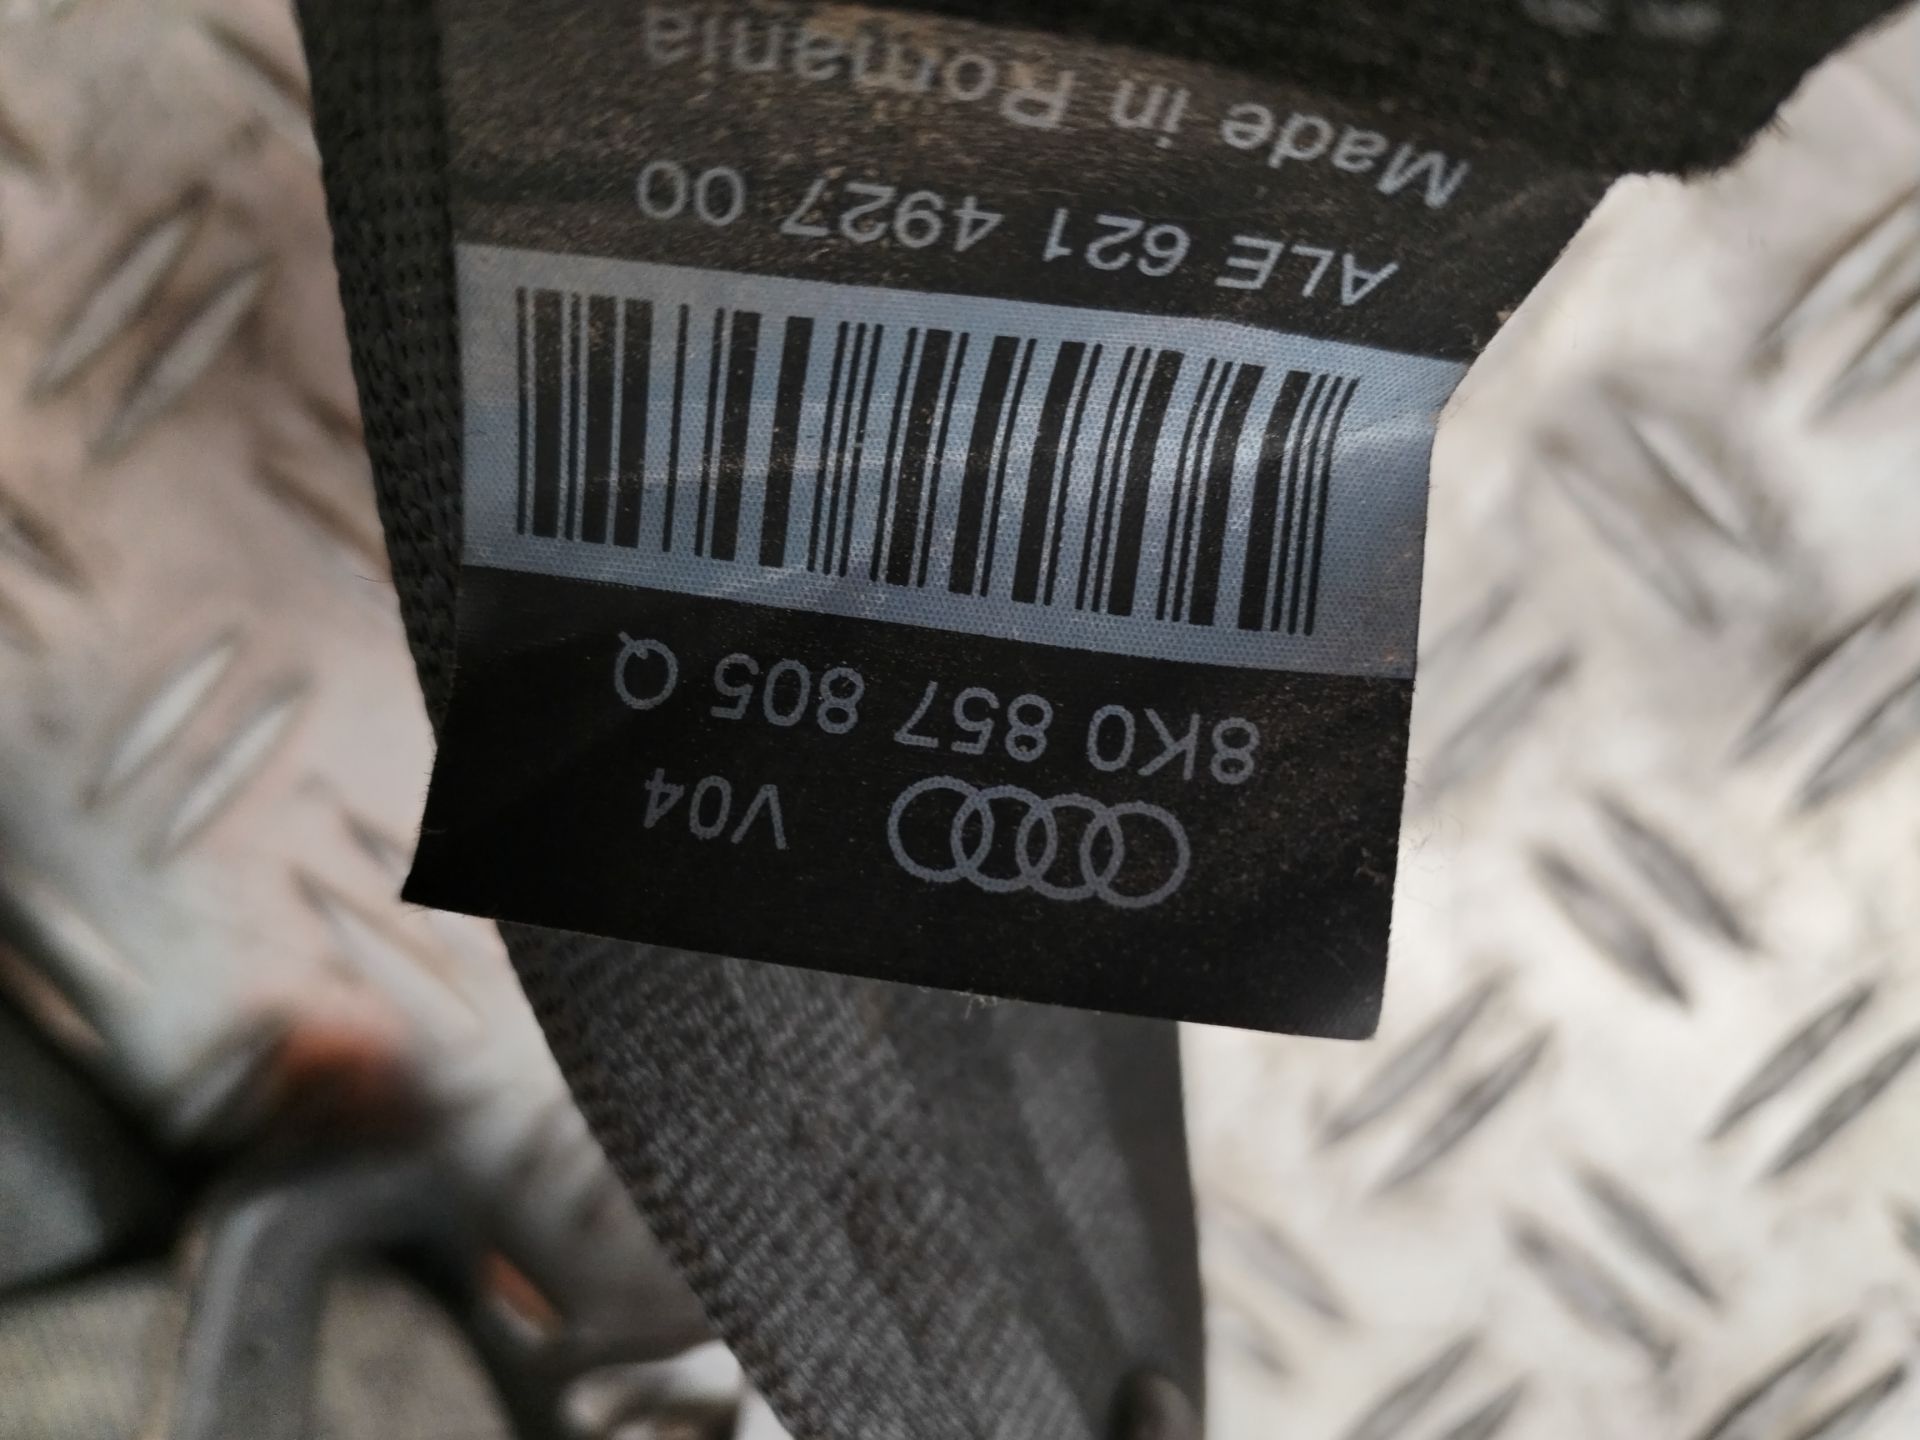 V04
8K0 857 805 Q
ALE 621 4927 00
Made in Romania